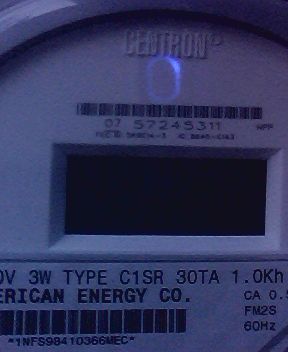 CENTRON®
07 57245311
0V 3W TYPE C1SR 30TA 1.0Kh
ERICAN ENERGY CO.
CA 0.5
FM2S
60Hz
*1NFS98410366MEC*